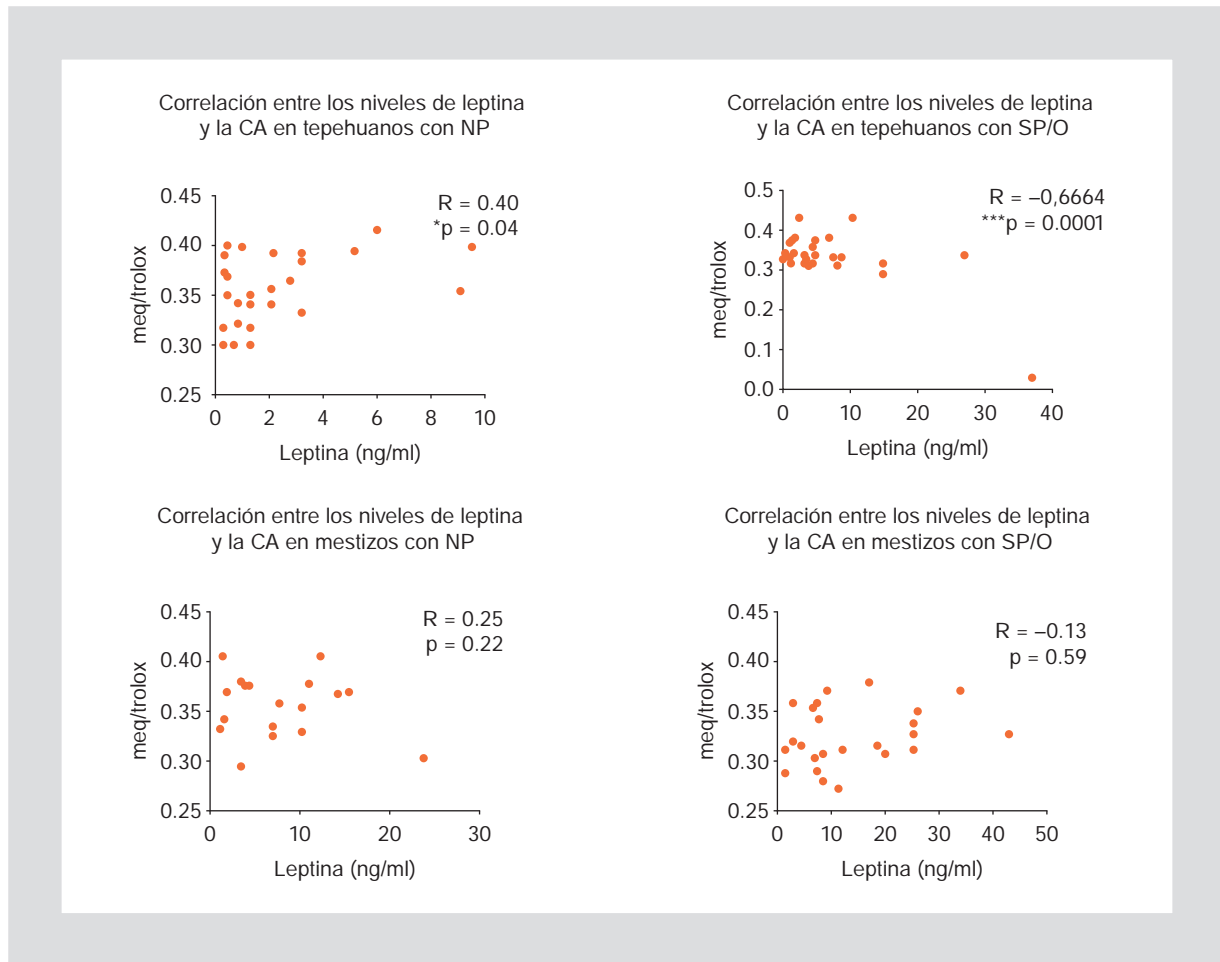 Correlación entre los niveles de leptina
y la CA en tepehuanos con NP
R = 0.40
*p = 0.04
meq/trolox
0.45
0.40
0.35
0.30
0.25
0 2 4 6 8 10
Leptina (ng/ml)
Correlación entre los niveles de leptina
y la CA en tepehuanos con SP/O
R = –0,6664
***p = 0.0001
meq/trolox
0.5
0.4
0.3
0.2
0.1
0.0
0 10 20 30 40
Leptina (ng/ml)
Correlación entre los niveles de leptina
y la CA en mestizos con NP
R = 0.25
p = 0.22
meq/trolox
0.45
0.40
0.35
0.30
0.25
0 10 20 30
Leptina (ng/ml)
Correlación entre los niveles de leptina
y la CA en mestizos con SP/O
R = –0.13
p = 0.59
meq/trolox
0.45
0.40
0.35
0.30
0.25
0 10 20 30 40 50
Leptina (ng/ml)